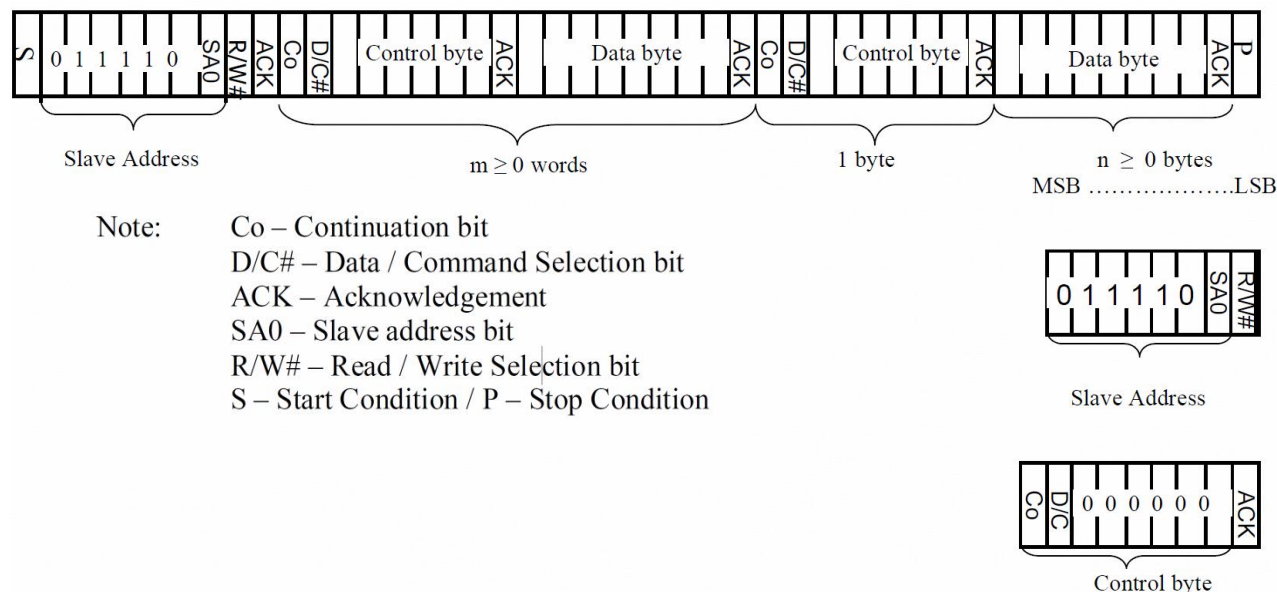 S 0 1 1 1 1 0 SA0 R/W# ACK Co D/C# Control byte ACK Data byte ACK Co D/C# Control byte ACK Data byte ACK P
Slave Address
m ≥ 0 words
1 byte
n ≥ 0 bytes
MSB ……………….LSB
Note: Co – Continuation bit
D/C# – Data / Command Selection bit
ACK – Acknowledgement
SA0 – Slave address bit
R/W# – Read / Write Selection bit
S – Start Condition / P – Stop Condition
0 1 1 1 1 0 SA0 R/W#
Slave Address
Co D/C 0 0 0 0 0 0 ACK
Control byte